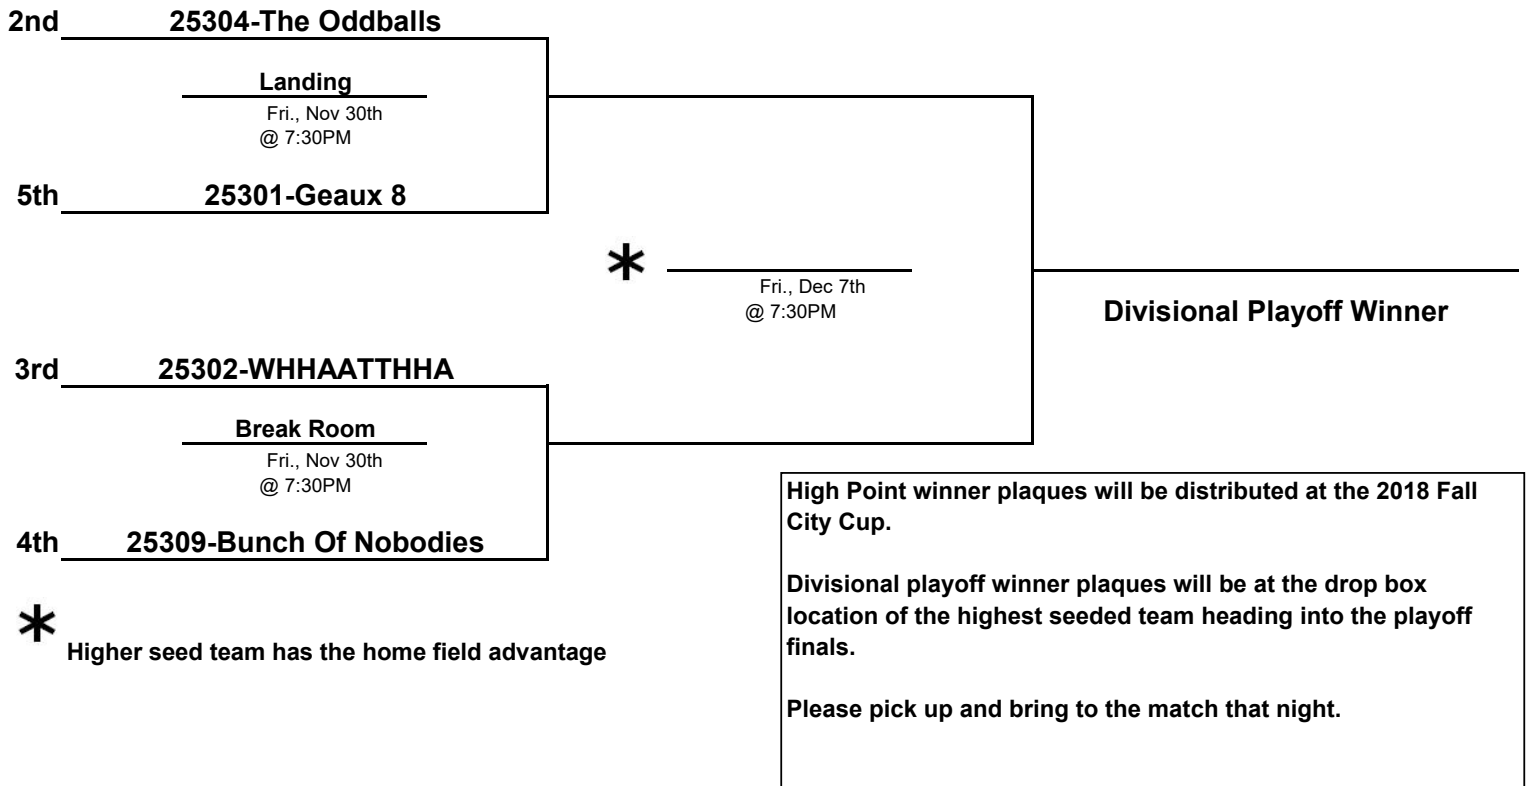 2nd 25304-The Oddballs
Landing
Fri., Nov 30th
@ 7:30PM
5th 25301-Geaux 8
* 
Fri., Dec 7th
@ 7:30PM
Divisional Playoff Winner
3rd 25302-WHHAATTHHA
Break Room
Fri., Nov 30th
@ 7:30PM
4th 25309-Bunch Of Nobodies
* Higher seed team has the home field advantage
High Point winner plaques will be distributed at the 2018 Fall
City Cup.
Divisional playoff winner plaques will be at the drop box
location of the highest seeded team heading into the playoff
finals.
Please pick up and bring to the match that night.